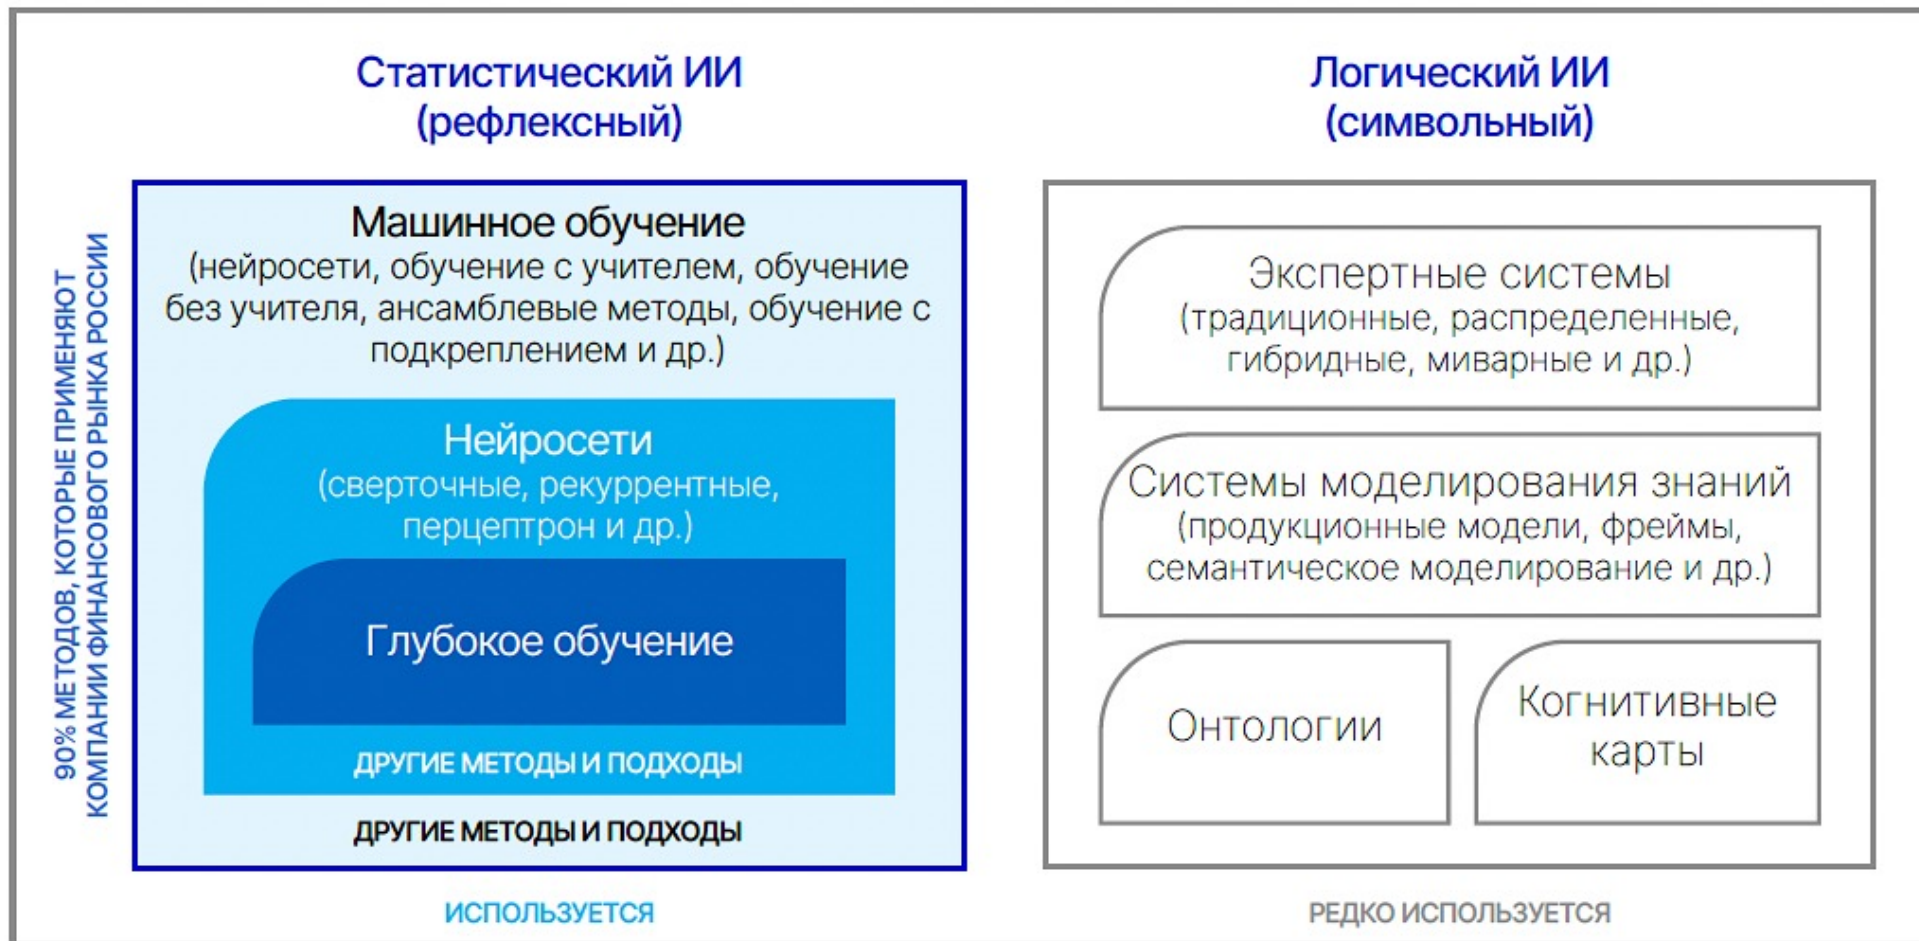 Статистический ИИ
(рефлексный)
Логический ИИ
(символьный)
90% МЕТОДОВ, КОТОРЫЕ ПРИМЕНЯЮТ
КОМПАНИИ ФИНАНСОВОГО РЫНКА РОССИИ
Машинное обучение
(нейросети, обучение с учителем, обучение
без учителя, ансамблевые методы, обучение с
подкреплением и др.)
Нейросети
(сверточные, рекуррентные,
перцептрон и др.)
Глубокое обучение
ДРУГИЕ МЕТОДЫ И ПОДХОДЫ
ДРУГИЕ МЕТОДЫ И ПОДХОДЫ
ИСПОЛЬЗУЕТСЯ
Экспертные системы
(традиционные, распределенные,
гибридные, миварные и др.)
Системы моделирования знаний
(продукционные модели, фреймы,
семантическое моделирование и др.)
Онтологии
Когнитивные
карты
РЕДКО ИСПОЛЬЗУЕТСЯ